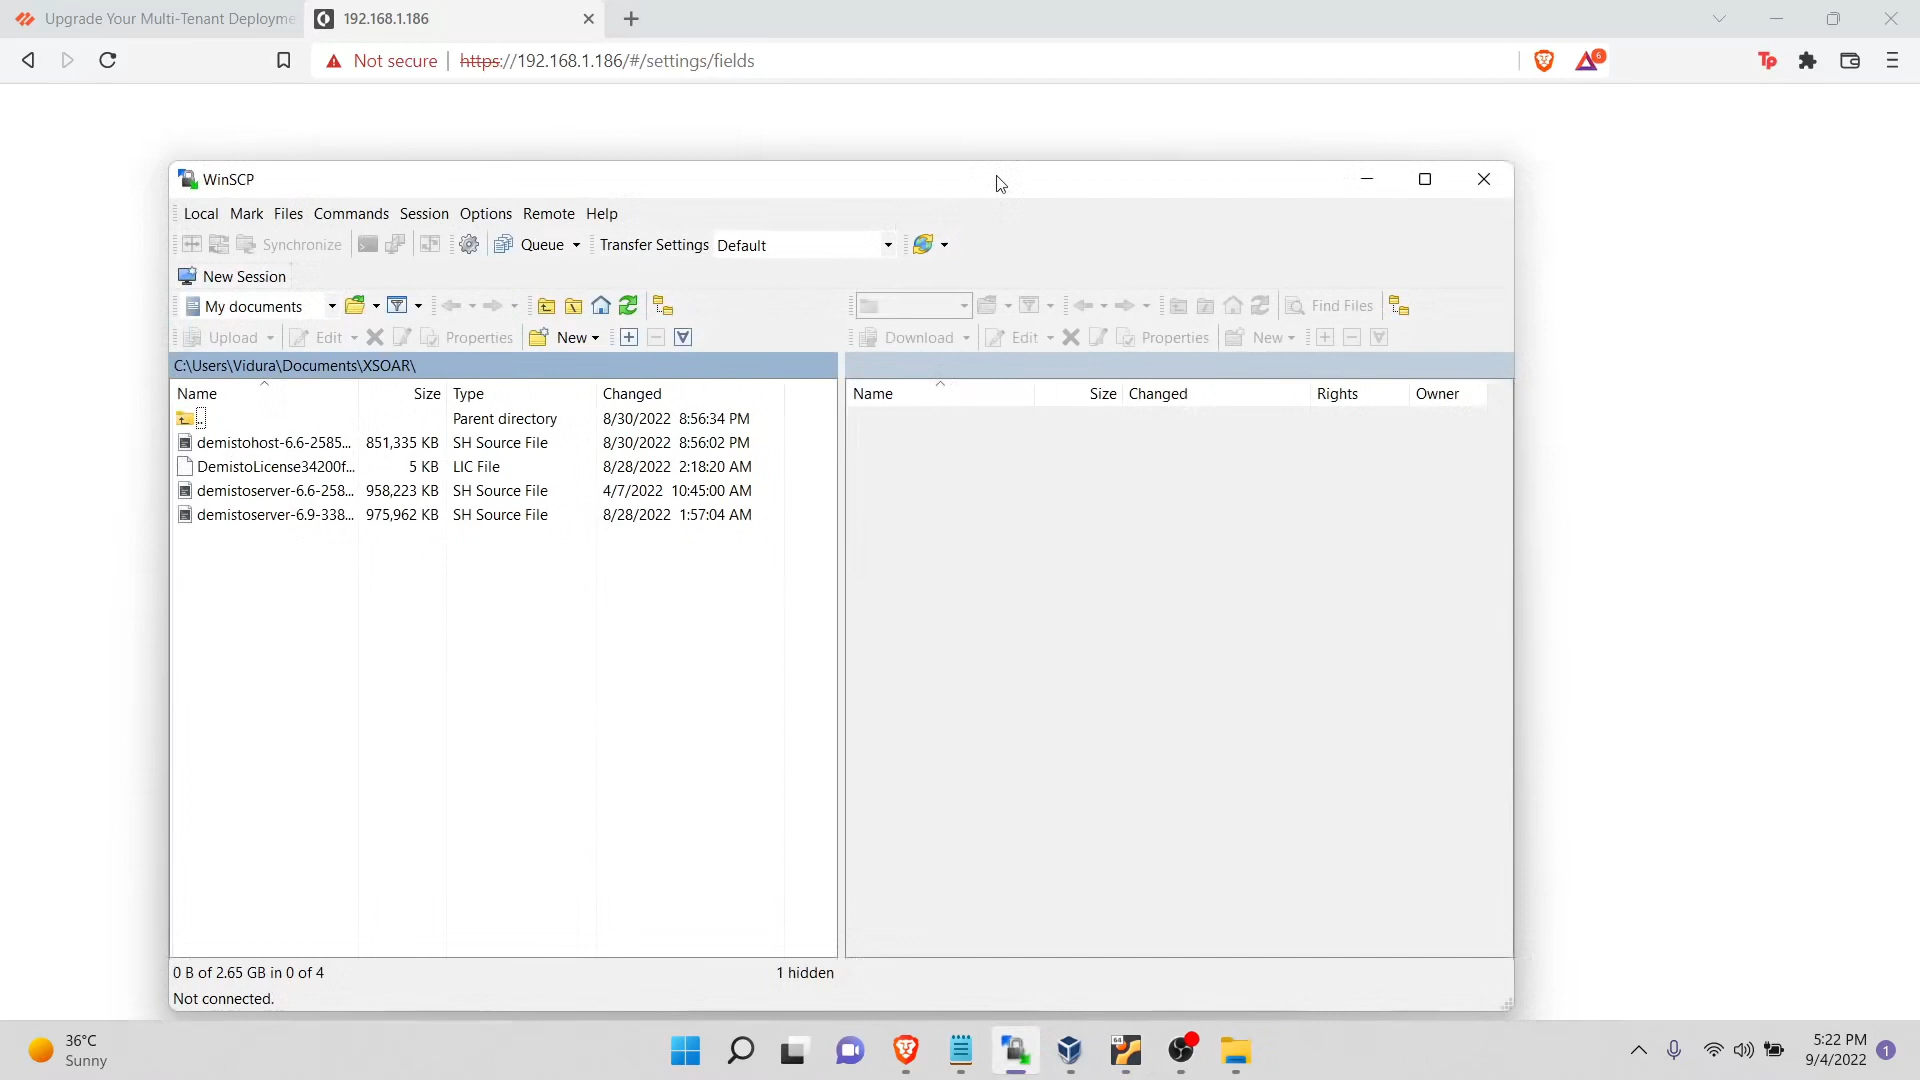 Upgrade Your Multi-Tenant Deployme
192.168.1.186
Not secure https://192.168.1.186/#/settings/fields
6
Tp
WinSCP
Local Mark Files Commands Session Options Remote Help
Synchronize Queue Transfer Settings Default
New Session
My documents Find Files
Upload Edit Properties New Download Edit Properties New
C:\Users\Vidura\Documents\XSOAR\
Name Size Type Changed Name Size Changed Rights Owner
.. Parent directory 8/30/2022 8:56:34 PM
demistohost-6.6-2585... 851,335 KB SH Source File 8/30/2022 8:56:02 PM
DemistoLicense34200f... 5 KB LIC File 8/28/2022 2:18:20 AM
demistoserver-6.6-258... 958,223 KB SH Source File 4/7/2022 10:45:00 AM
demistoserver-6.9-338... 975,962 KB SH Source File 8/28/2022 1:57:04 AM
0 B of 2.65 GB in 0 of 4 1 hidden
Not connected.
36°C
Sunny
64
5:22 PM
9/4/2022
1